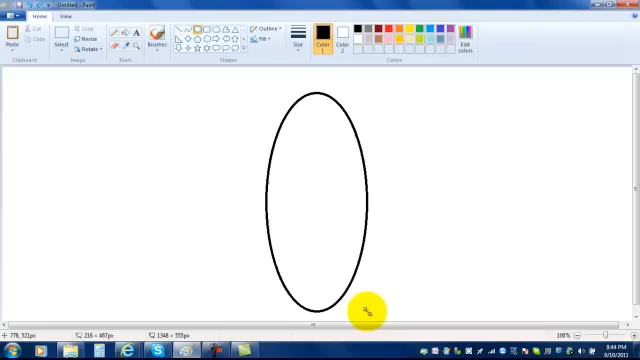 Untitled - Paint
Home
View
Paste
Cut
Copy
Clipboard
Select
Crop
Resize
Rotate
Image
Tools
Brushes
Shapes
Outline
Fill
Size
Color 1
Color 2
Colors
Edit colors
778, 521px
216 × 467px
1348 × 555px
100%
8:44 PM
9/10/2011